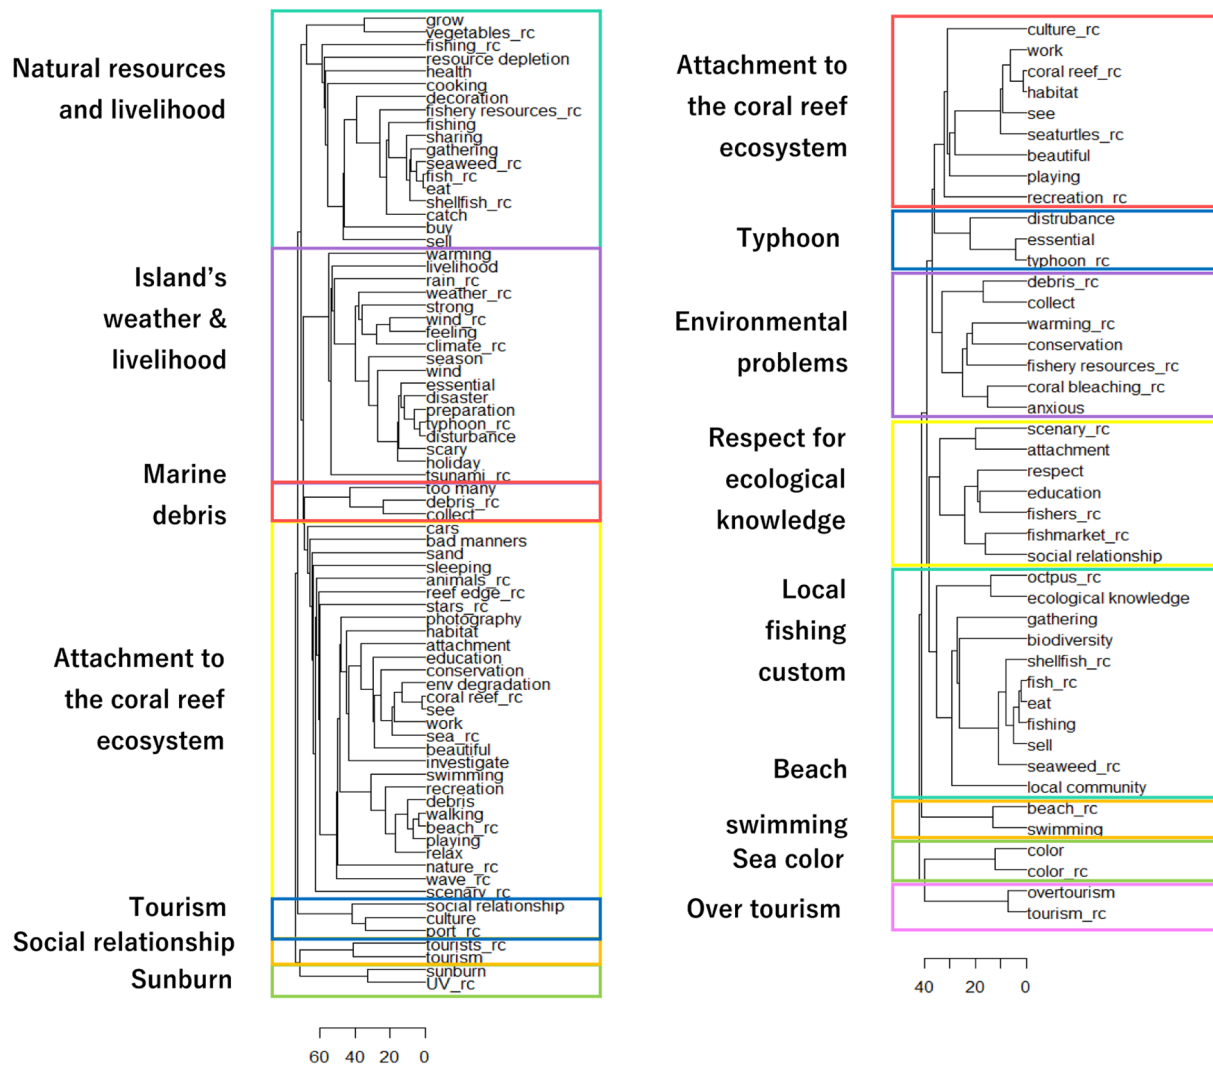 Natural resources
and livelihood
grow
vegetables_rc
fishing_rc
resource depletion
health
cooking
decoration
fishery resources_rc
fishing
sharing
gathering
seaweed_rc
fish_rc
eat
shellfish_rc
catch
buy
sell
Island's
weather &
livelihood
warming
livelihood
rain_rc
weather_rc
strong
wind_rc
feeling
climate_rc
season
wind
essential
disaster
preparation
typhoon_rc
disturbance
scary
holiday
tsunami_rc
Marine
debris
too many
debris_rc
collect
Attachment to
the coral reef
ecosystem
cars
bad manners
sand
sleeping
animals_rc
reef edge_rc
stars_rc
photography
habitat
attachment
education
conservation
env degradation
coral reef_rc
see
work
sea_rc
beautiful
investigate
swimming
recreation
debris
walking
beach_rc
playing
relax
nature_rc
wave_rc
scenary_rc
Tourism
Social relationship
Sunburn
social relationship
culture
port_rc
tourists_rc
tourism
sunburn
UV_rc
60 40 20 0
Attachment to
the coral reef
ecosystem
culture_rc
work
coral reef_rc
habitat
see
seaturtles_rc
beautiful
playing
recreation_rc
Typhoon
distrubance
essential
typhoon_rc
Environmental
problems
debris_rc
collect
warming_rc
conservation
fishery resources_rc
coral bleaching_rc
anxious
Respect for
ecological
knowledge
scenary_rc
attachment
respect
education
fishers_rc
fishmarket_rc
social relationship
Local
fishing
custom
octpus_rc
ecological knowledge
gathering
biodiversity
shellfish_rc
fish_rc
eat
fishing
sell
seaweed_rc
local community
Beach
swimming
beach_rc
swimming
Sea color
color
color_rc
Over tourism
overtourism
tourism_rc
40 20 0